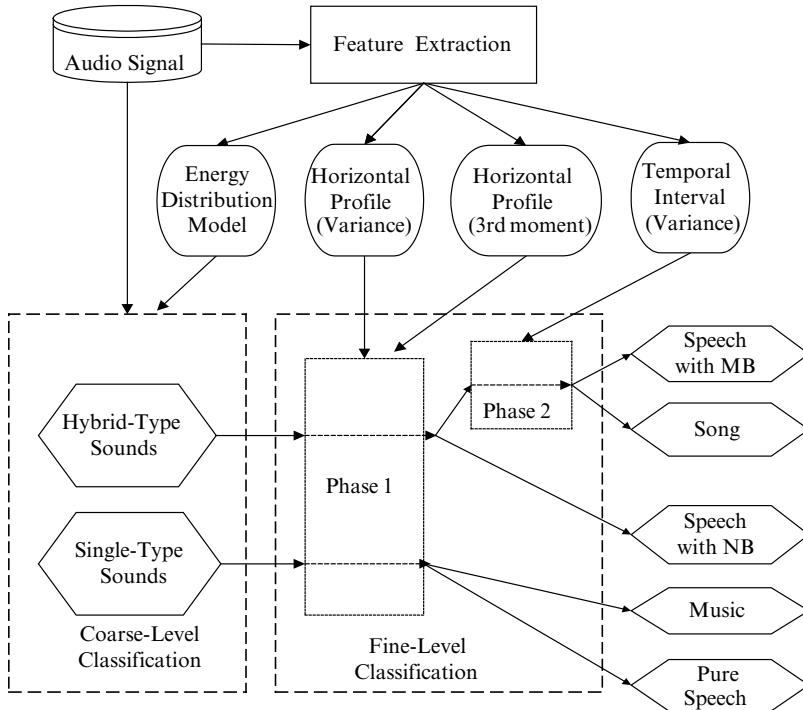 Audio Signal
Feature Extraction
Energy
Distribution
Model
Horizontal
Profile
(Variance)
Horizontal
Profile
(3rd moment)
Temporal
Interval
(Variance)
Hybrid-Type
Sounds
Single-Type
Sounds
Coarse-Level
Classification
Phase 1
Phase 2
Fine-Level
Classification
Speech
with MB
Song
Speech
with NB
Music
Pure
Speech